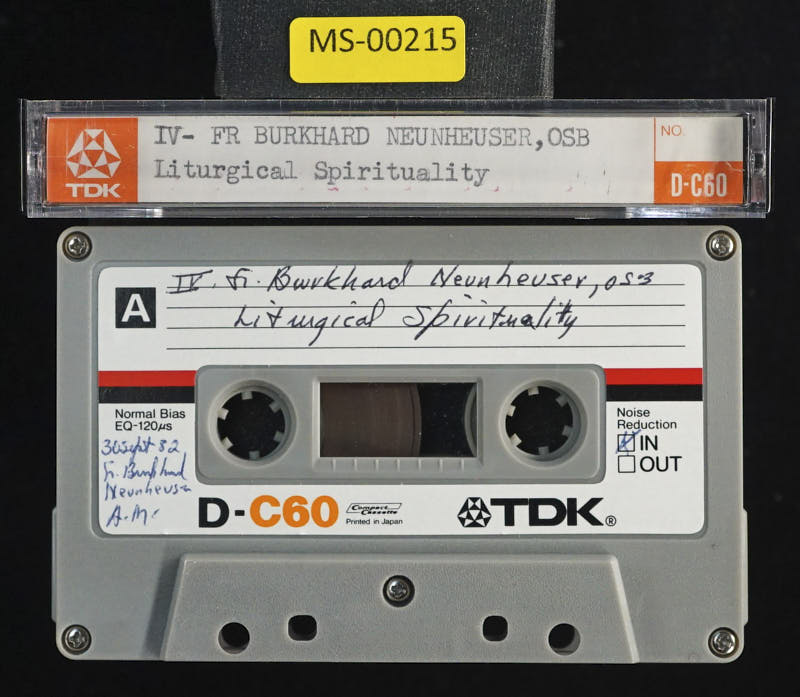 MS-00215
IV- FR BURKHARD NEUNHEUSER,OSB
Liturgical Spirituality
TDK
NO.
D-C60
A
IV. Fr. Burkhard Neunheuser, OSB
Liturgical Spirituality
Normal Bias
EQ-120µs
30 Sept 82
Fr. Burkhard
Neunheuser
A.M.
Noise
Reduction
IN
OUT
D-C60
Compact
Cassette
Printed in Japan
TDK®